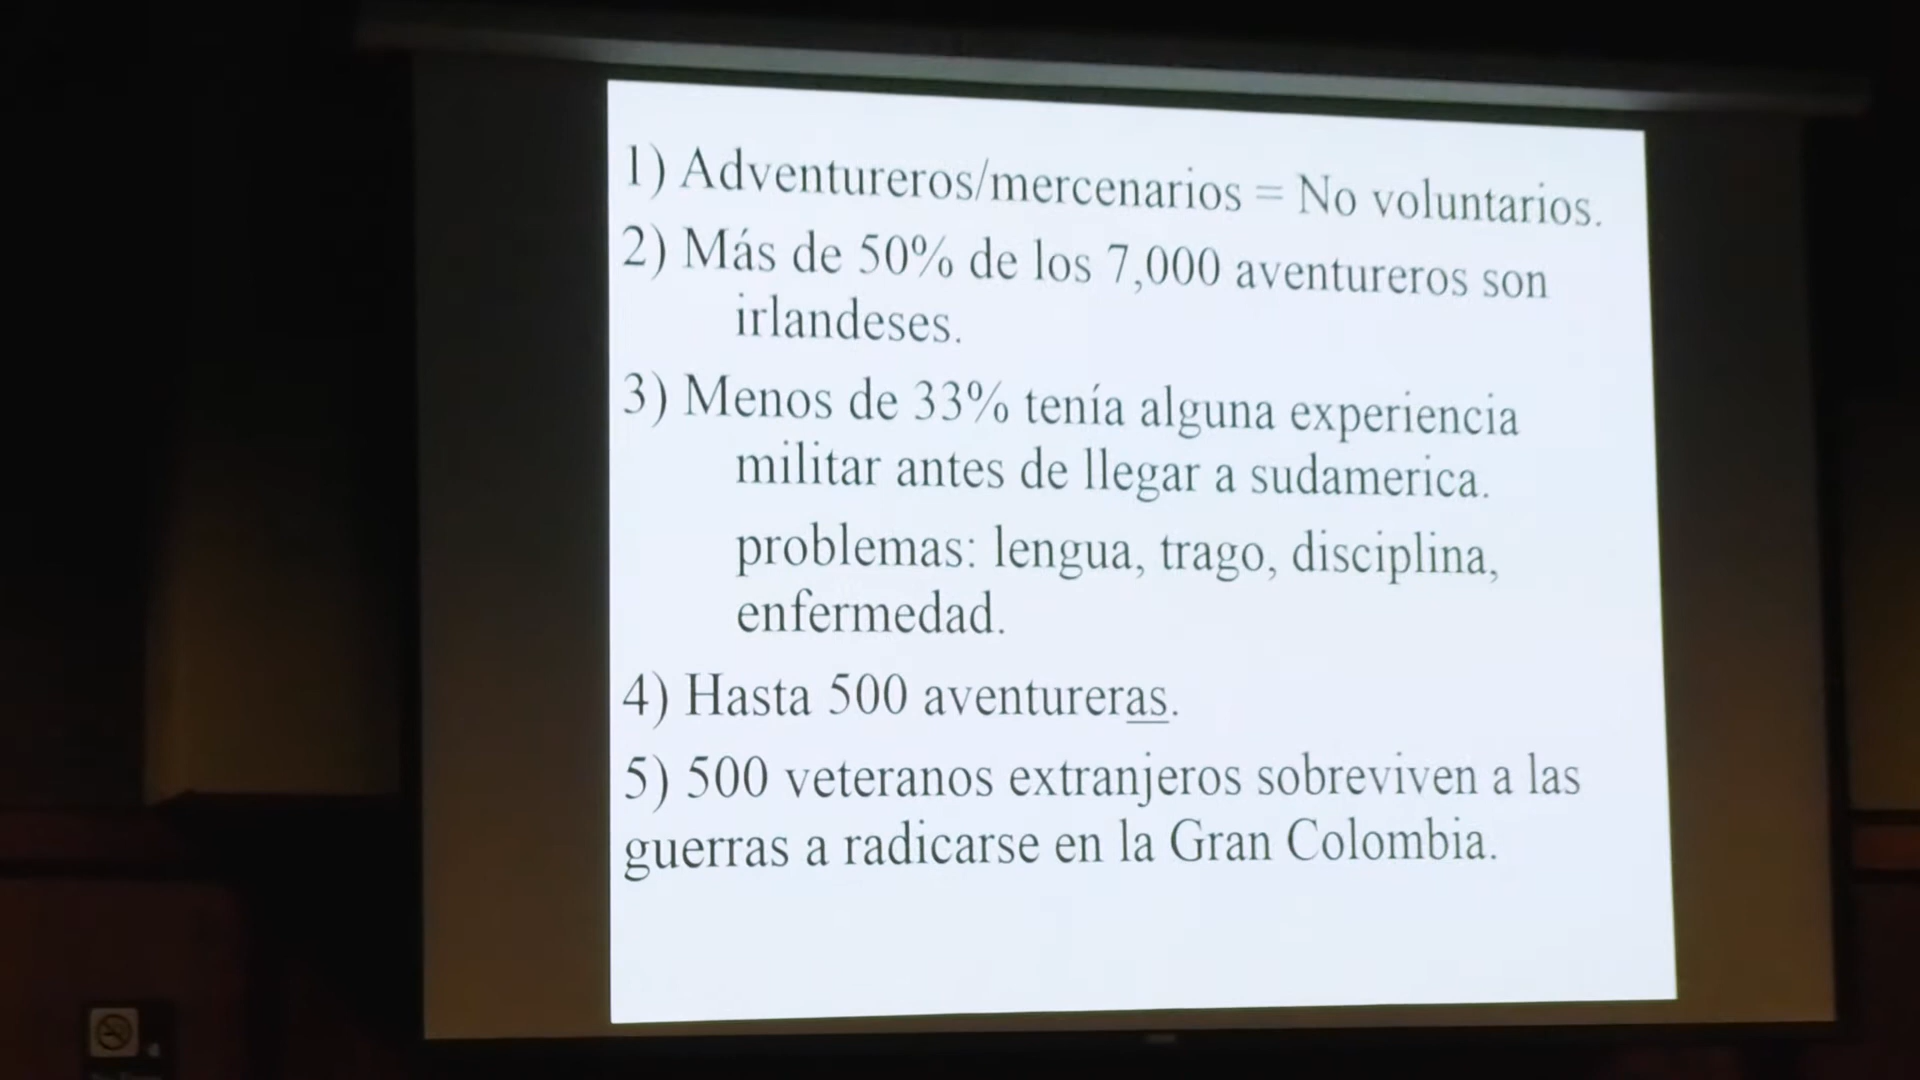 1) Adventureros/mercenarios = No voluntarios.
2) Más de 50% de los 7,000 aventureros son
irlandeses.
3) Menos de 33% tenía alguna experiencia
militar antes de llegar a sudamerica.
problemas: lengua, trago, disciplina,
enfermedad.
4) Hasta 500 aventureras.
5) 500 veteranos extranjeros sobreviven a las
guerras a radicarse en la Gran Colombia.